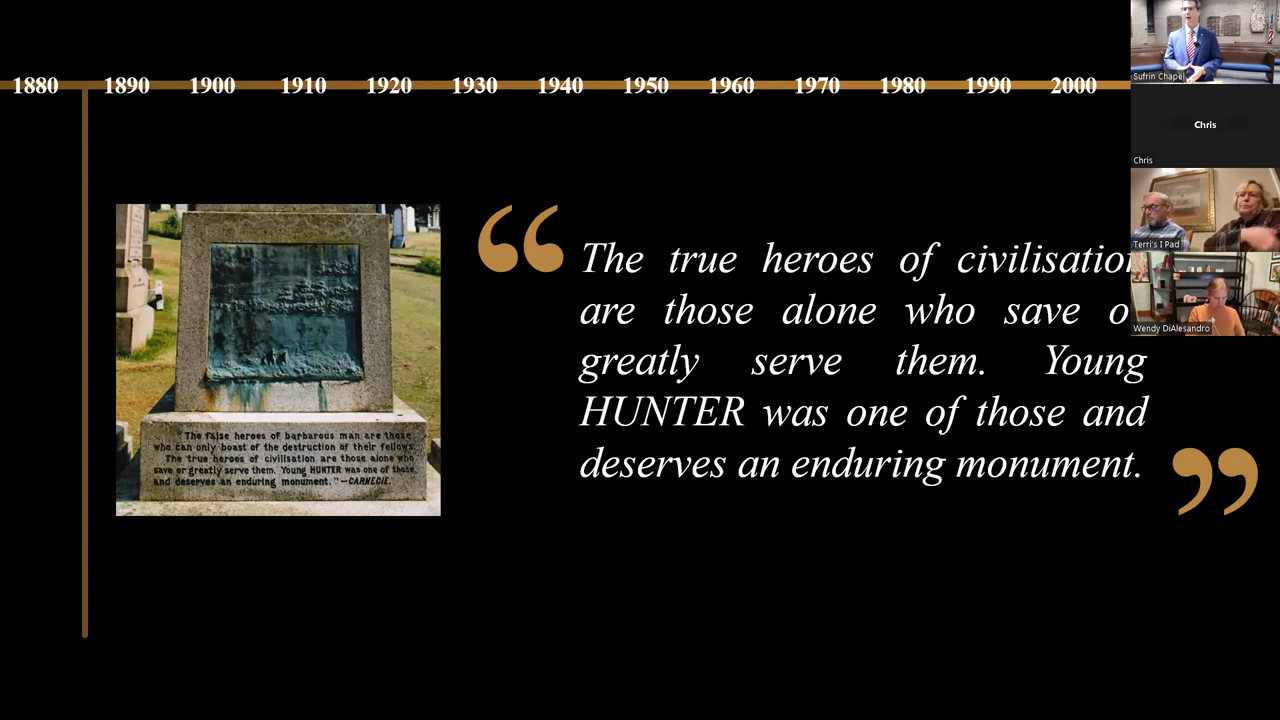 1880 1890 1900 1910 1920 1930 1940 1950 1960 1970 1980 1990 2000
“The false heroes of barbarous man are those
who can only boast of the destruction of their fellows.
The true heroes of civilisation are those alone who
save or greatly serve them. Young HUNTER was one of those
and deserves an enduring monument.”—CARNEGIE.
“ The true heroes of civilisation
are those alone who save o
greatly serve them. Young
HUNTER was one of those and
deserves an enduring monument. ”
Sufrin Chapel
Chris
Chris
Terri's I Pad
Wendy DiAlesandro